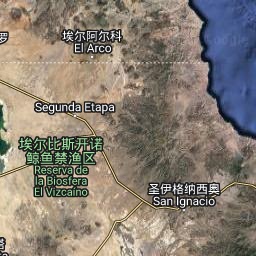 罗
埃尔阿尔科
El Arco
Segunda Etapa
埃尔比斯开诺
鲸鱼禁渔区
Reserva de
la Biosfera
El Vizcaíno
圣伊格纳西奥
San Ignacio
塔